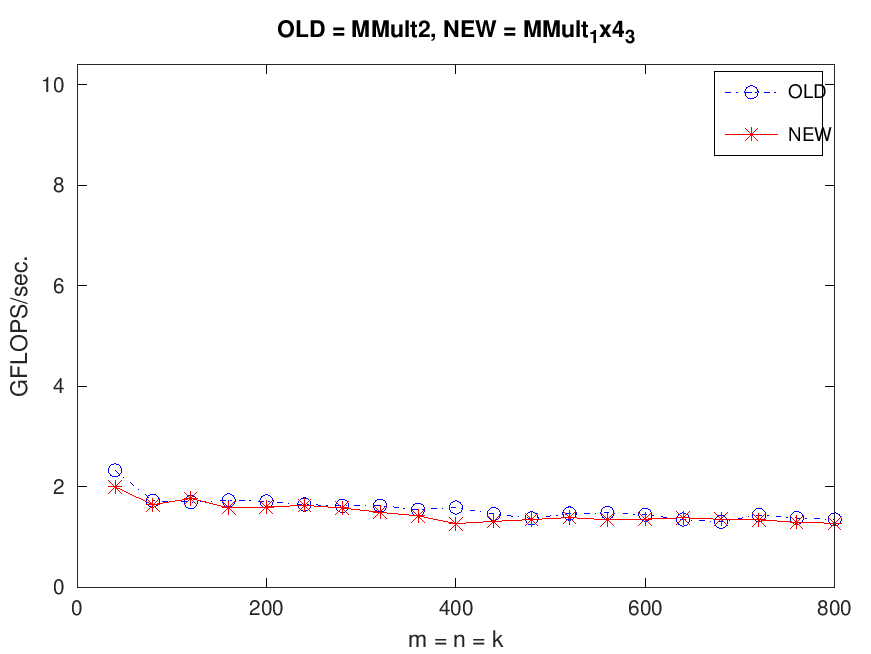 OLD = MMult2, NEW = MMult₁x4₃
OLD
NEW
GFLOPS/sec.
10
8
6
4
2
0
0 200 400 600 800
m = n = k